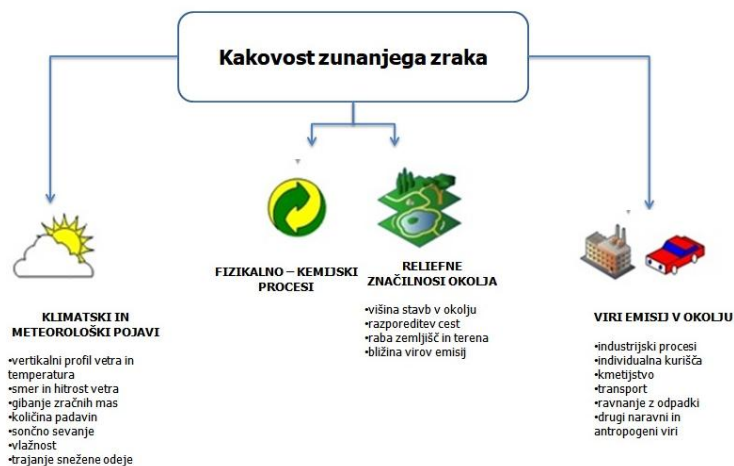 Kakovost zunanjega zraka
KLIMATSKI IN
METEOROLOŠKI POJAVI
•vertikalni profil vetra in
temperatura
•smer in hitrost vetra
•gibanje zračnih mas
•količina padavin
•sončno sevanje
•vlažnost
•trajanje snežene odeje
FIZIKALNO – KEMIJSKI
PROCESI
RELIEFNE
ZNAČILNOSI OKOLJA
•višina stavb v okolju
•razporeditev cest
•raba zemljišč in terena
•bližina virov emisij
VIRI EMISIJ V OKOLJU
•industrijski procesi
•individualna kurišča
•kmetijstvo
•transport
•ravnanje z odpadki
•drugi naravni in
antropogeni viri